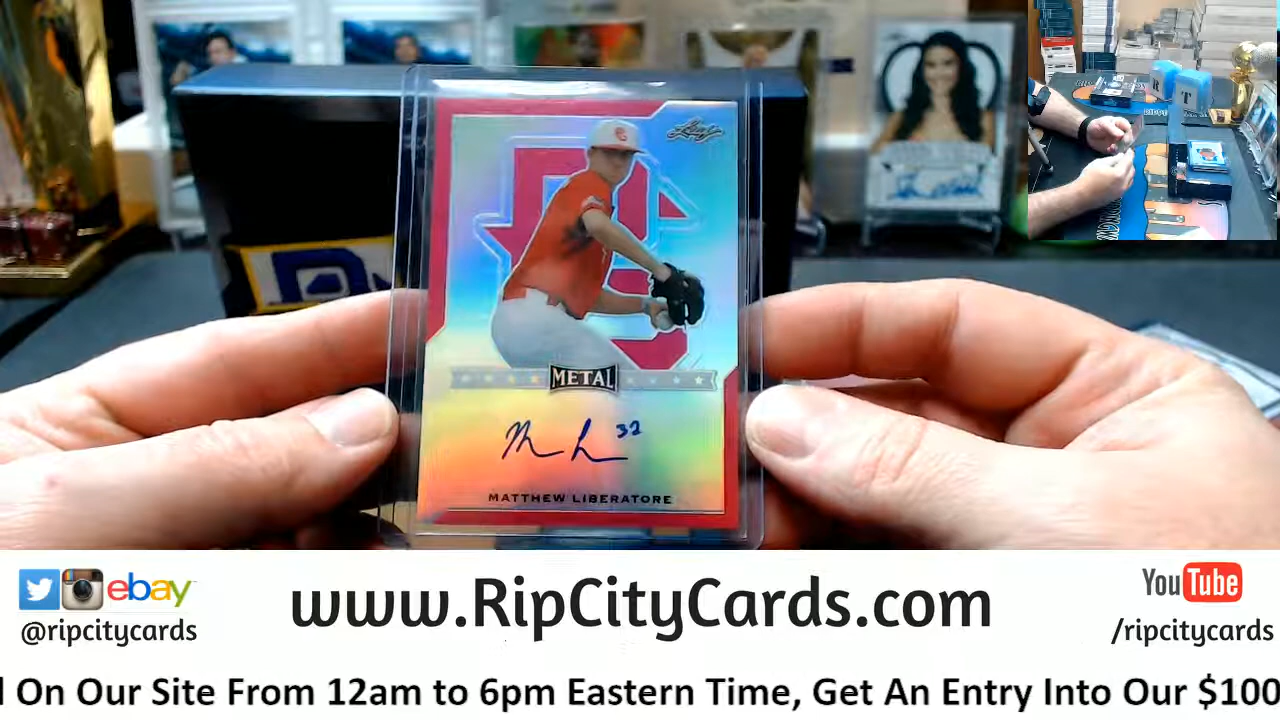 Leaf
METAL
M L 32
MATTHEW LIBERATORE
ebay
@ripcitycards
www.RipCityCards.com
YouTube
/ripcitycards
On Our Site From 12am to 6pm Eastern Time, Get An Entry Into Our $100